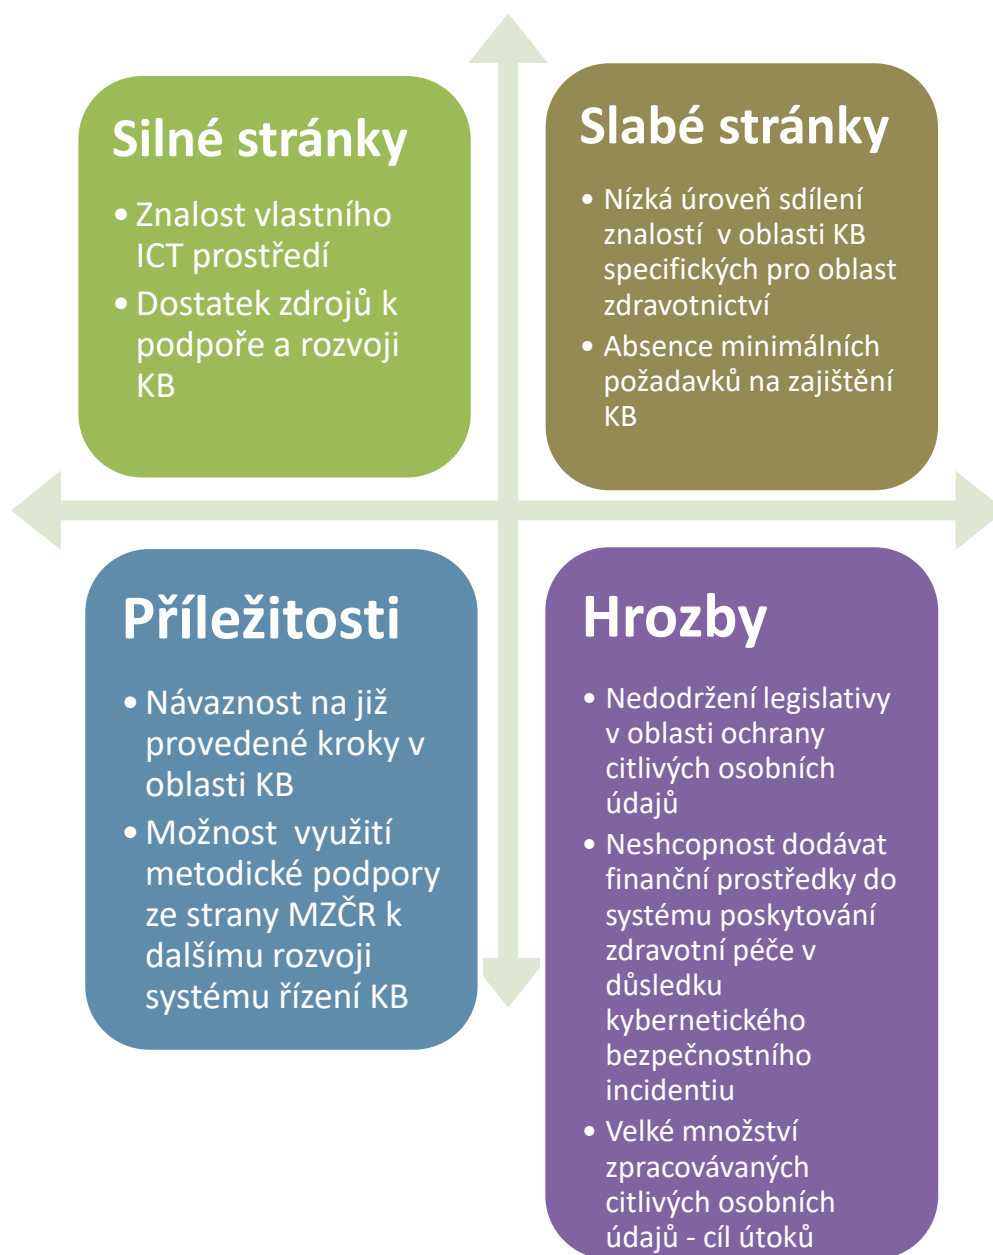 Silné stránky
• Znalost vlastního
ICT prostředí
• Dostatek zdrojů k
podpoře a rozvoji
KB
Slabé stránky
• Nízká úroveň sdílení
znalostí v oblasti KB
specifických pro oblast
zdravotnictví
• Absence minimálních
požadavků na zajištění
KB
Příležitosti
• Návaznost na již
provedené kroky v
oblasti KB
• Možnost využití
metodické podpory
ze strany MZČR k
dalšímu rozvoji
systému řízení KB
Hrozby
• Nedodržení legislativy
v oblasti ochrany
citlivých osobních
údajů
• Neshcopnost dodávat
finanční prostředky do
systému poskytování
zdravotní péče v
důsledku
kybernetického
bezpečnostního
incidentiu
• Velké množství
zpracovávaných
citlivých osobních
údajů - cíl útoků